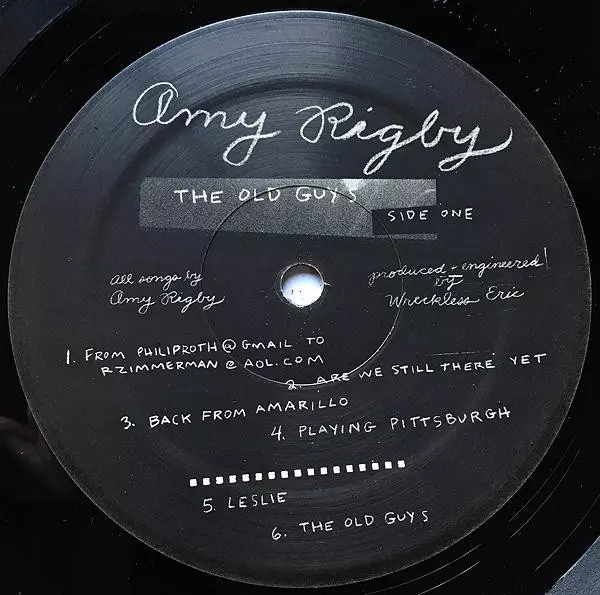 Amy Rigby
THE OLD GUYS
SIDE ONE
all songs by
Amy Rigby
produced + engineered
by
Wreckless Eric
1. FROM PHILIPROTH@GMAIL TO
RZIMMERMAN@AOL.COM
2. ARE WE STILL THERE YET
3. BACK FROM AMARILLO
4. PLAYING PITTSBURGH
5. LESLIE
6. THE OLD GUYS